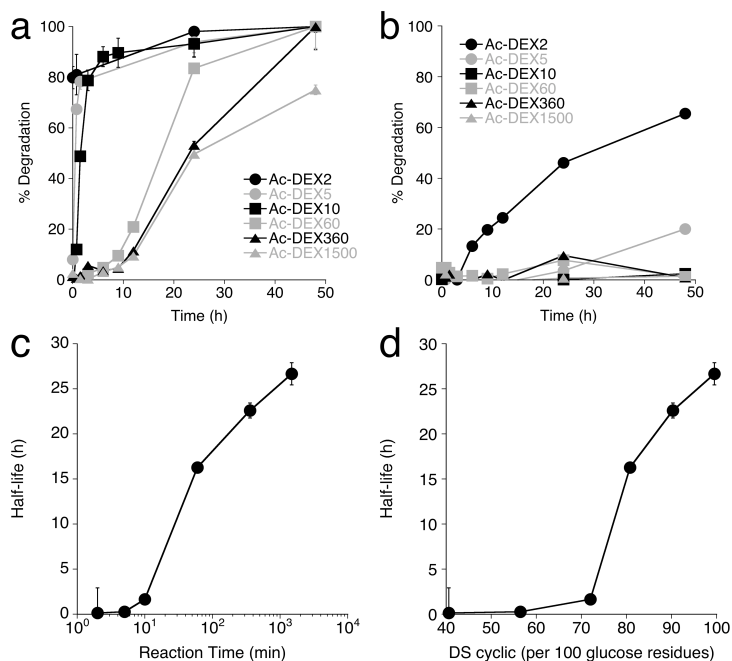 a
100
80
60
40
20
0
% Degradation
Ac-DEX2
Ac-DEX5
Ac-DEX10
Ac-DEX60
Ac-DEX360
Ac-DEX1500
0 10 20 30 40 50
Time (h)
b
100
80
60
40
20
0
% Degradation
Ac-DEX2
Ac-DEX5
Ac-DEX10
Ac-DEX60
Ac-DEX360
Ac-DEX1500
0 10 20 30 40 50
Time (h)
c
30
25
20
15
10
5
0
Half-life (h)
10⁰ 10¹ 10² 10³ 10⁴
Reaction Time (min)
d
30
25
20
15
10
5
0
Half-life (h)
40 50 60 70 80 90 100
DS cyclic (per 100 glucose residues)